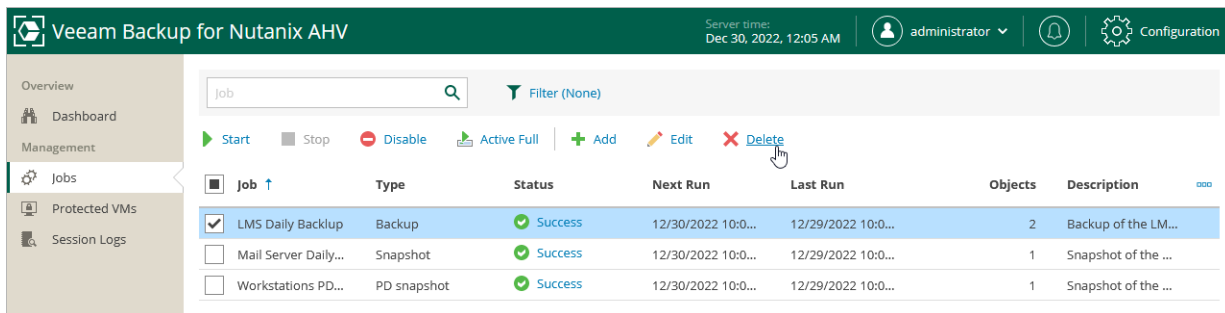 Veeam Backup for Nutanix AHV
Server time:
Dec 30, 2022, 12:05 AM
administrator
Configuration
Overview
Dashboard
Management
Jobs
Protected VMs
Session Logs
Job
Filter (None)
Start Stop Disable Active Full Add Edit Delete
Job Type Status Next Run Last Run Objects Description
LMS Daily Backlup Backup Success 12/30/2022 10:0... 12/29/2022 10:0... 2 Backup of the LM...
Mail Server Daily... Snapshot Success 12/30/2022 10:0... 12/29/2022 10:0... 1 Snapshot of the ...
Workstations PD... PD snapshot Success 12/30/2022 10:0... 12/29/2022 10:0... 1 Snapshot of the ...